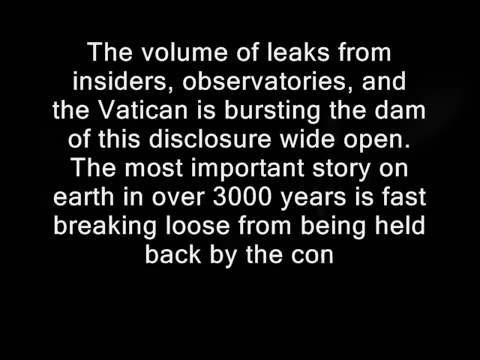 The volume of leaks from
insiders, observatories, and
the Vatican is bursting the dam
of this disclosure wide open.
The most important story on
earth in over 3000 years is fast
breaking loose from being held
back by the con